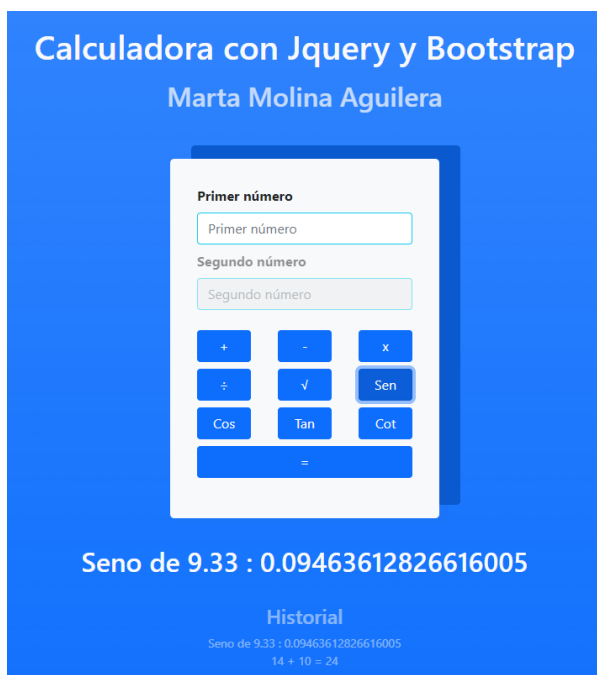 Calculadora con Jquery y Bootstrap
Marta Molina Aguilera
Primer número
Primer número
Segundo número
Segundo número
+ - x
÷ √ Sen
Cos Tan Cot
=
Seno de 9.33 : 0.09463612826616005
Historial
Seno de 9.33 : 0.09463612826616005
14 + 10 = 24